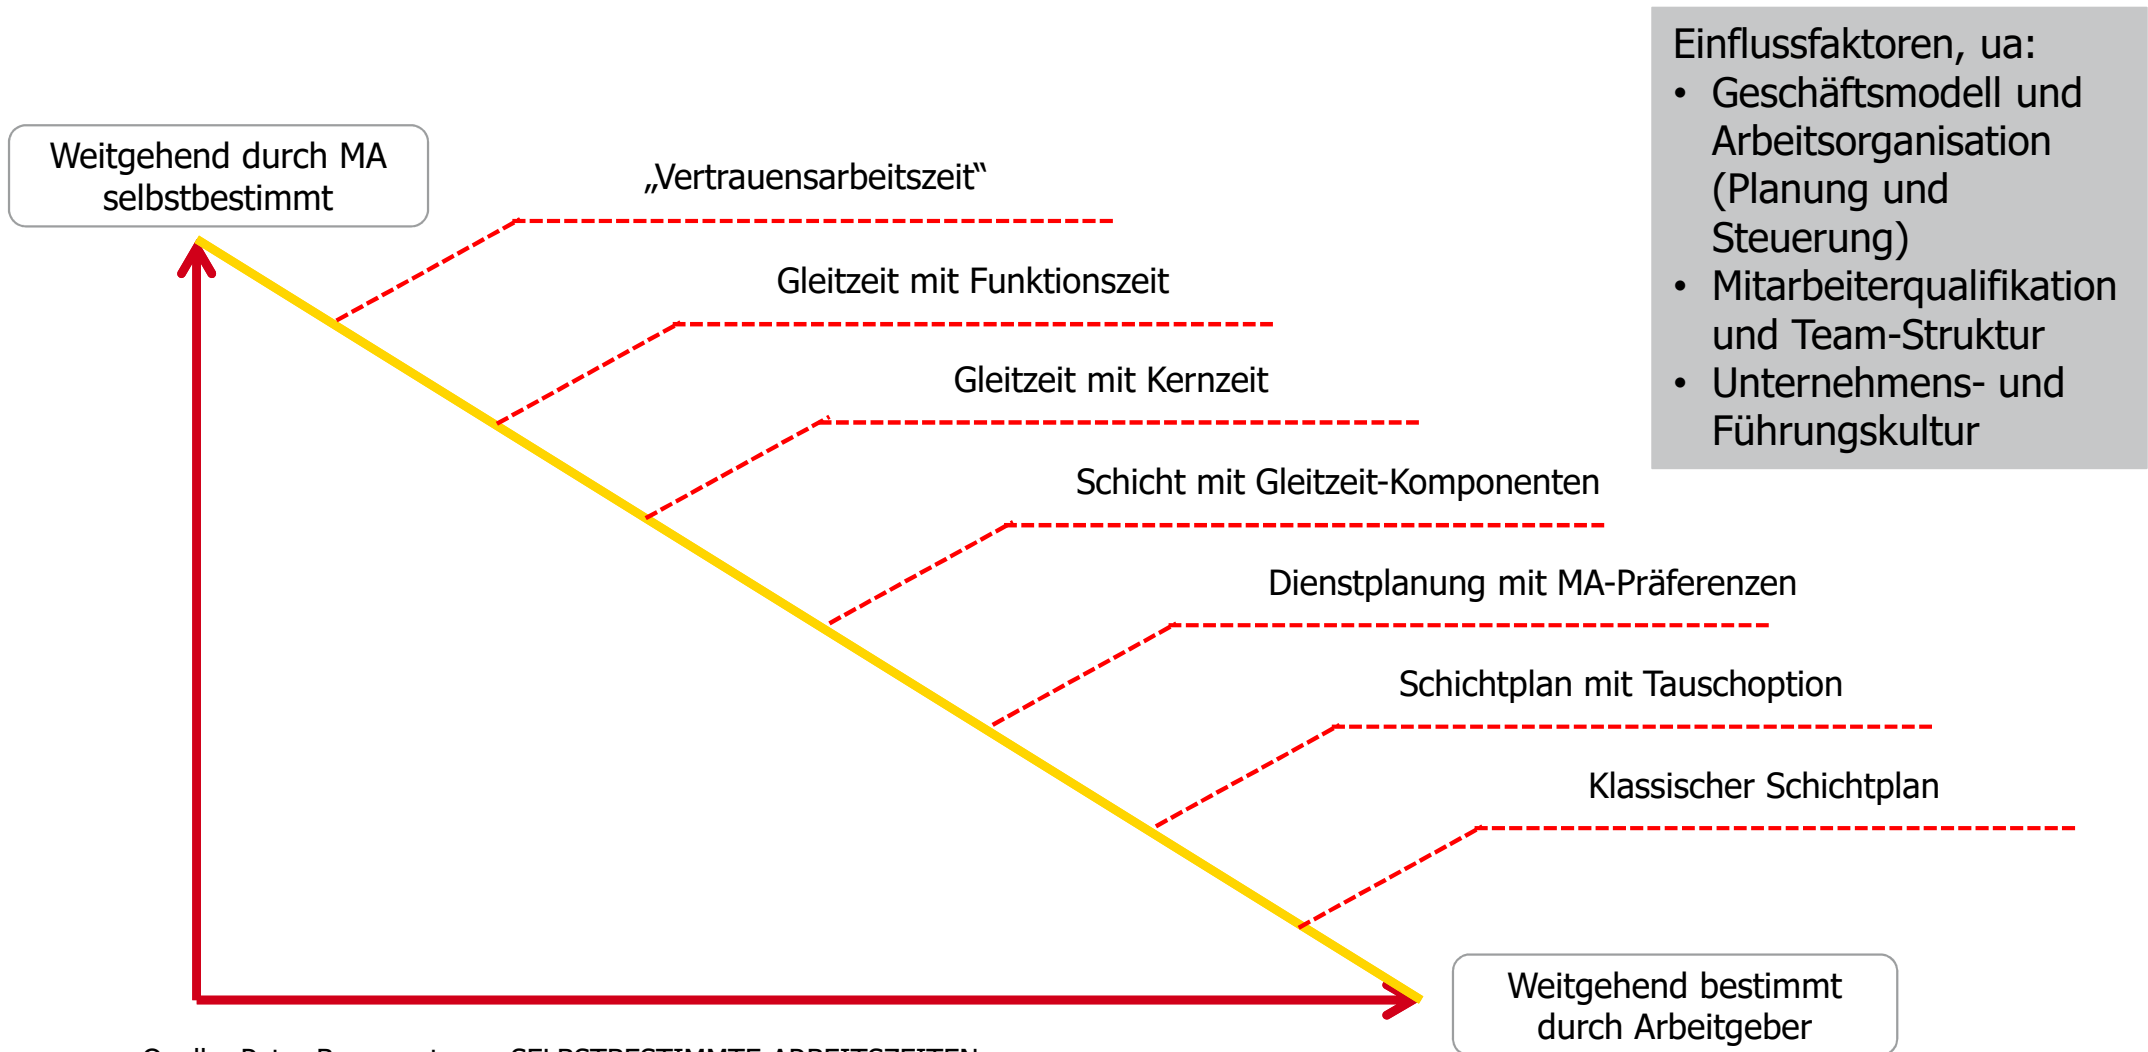 Einflussfaktoren, ua:
• Geschäftsmodell und
Arbeitsorganisation
(Planung und
Steuerung)
• Mitarbeiterqualifikation
und Team-Struktur
• Unternehmens- und
Führungskultur
Weitgehend durch MA
selbstbestimmt
„Vertrauensarbeitszeit“
Gleitzeit mit Funktionszeit
Gleitzeit mit Kernzeit
Schicht mit Gleitzeit-Komponenten
Dienstplanung mit MA-Präferenzen
Schichtplan mit Tauschoption
Klassischer Schichtplan
Weitgehend bestimmt
durch Arbeitgeber
SELBSTBESTIMMTE ARBEITSZEITEN